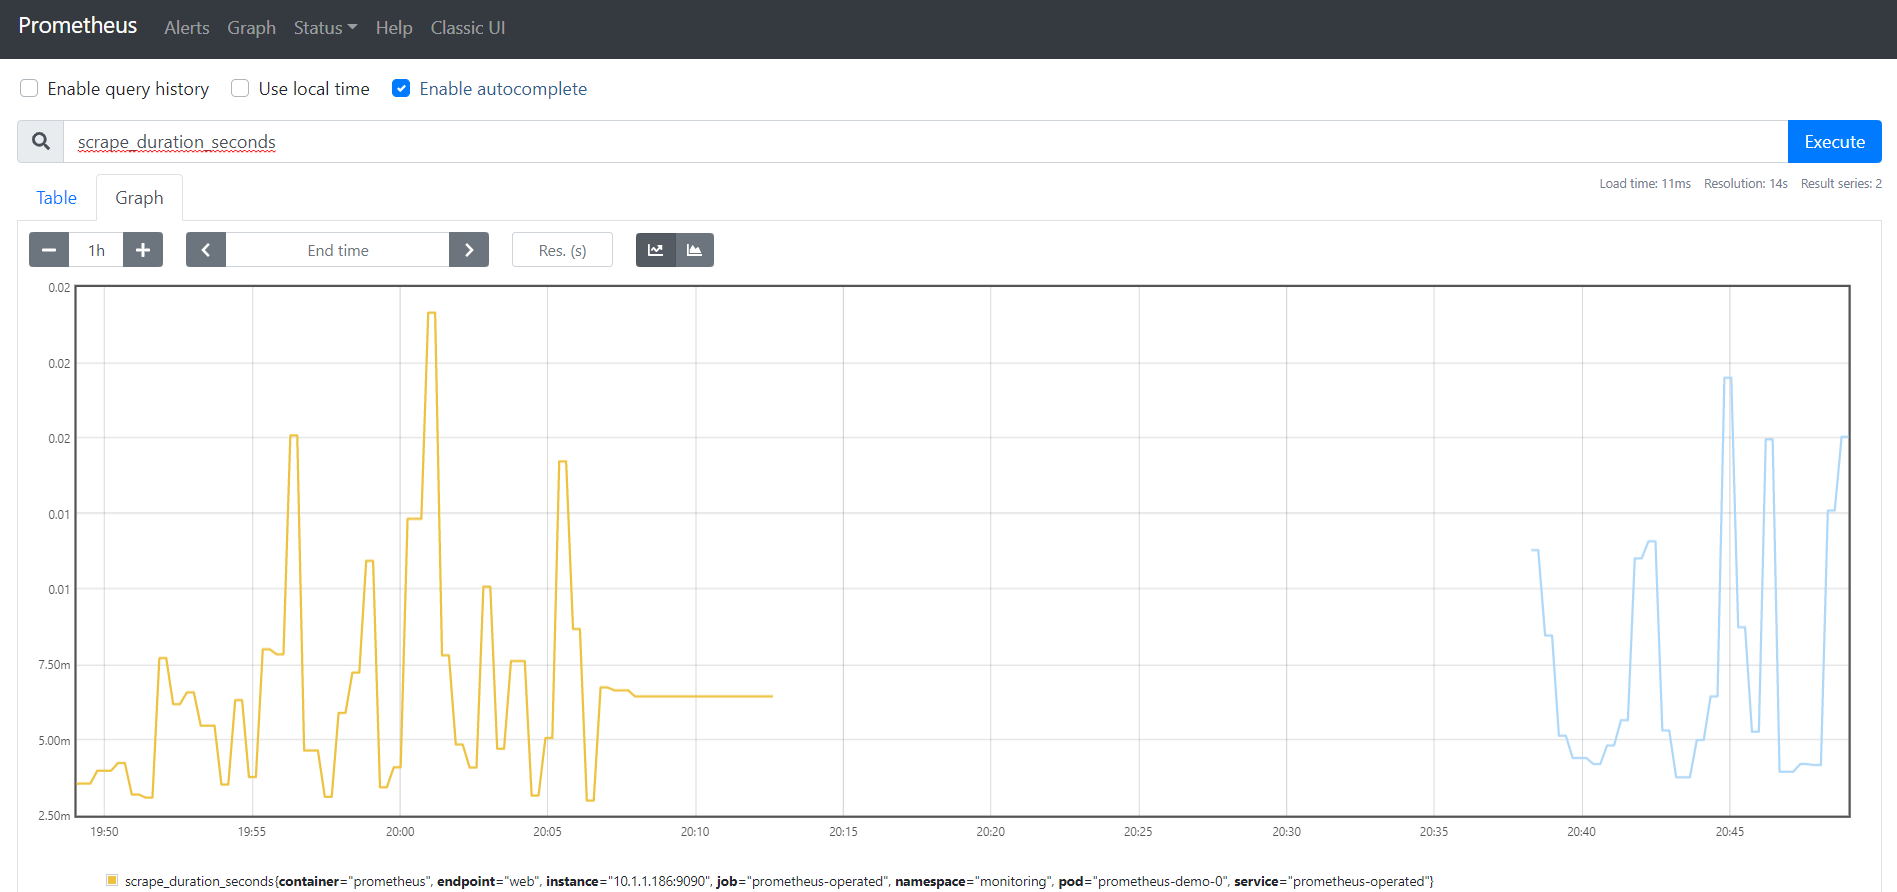 Prometheus Alerts Graph Status Help Classic UI
Enable query history Use local time Enable autocomplete
scrape_duration_seconds Execute
Table Graph Load time: 11ms Resolution: 14s Result series: 2
1h End time Res. (s)
0.02
0.02
0.02
0.01
0.01
7.50m
5.00m
2.50m
19:50 19:55 20:00 20:05 20:10 20:15 20:20 20:25 20:30 20:35 20:40 20:45
scrape_duration_seconds{container="prometheus", endpoint="web", instance="10.1.1.186:9090", job="prometheus-operated", namespace="monitoring", pod="prometheus-demo-0", service="prometheus-operated"}